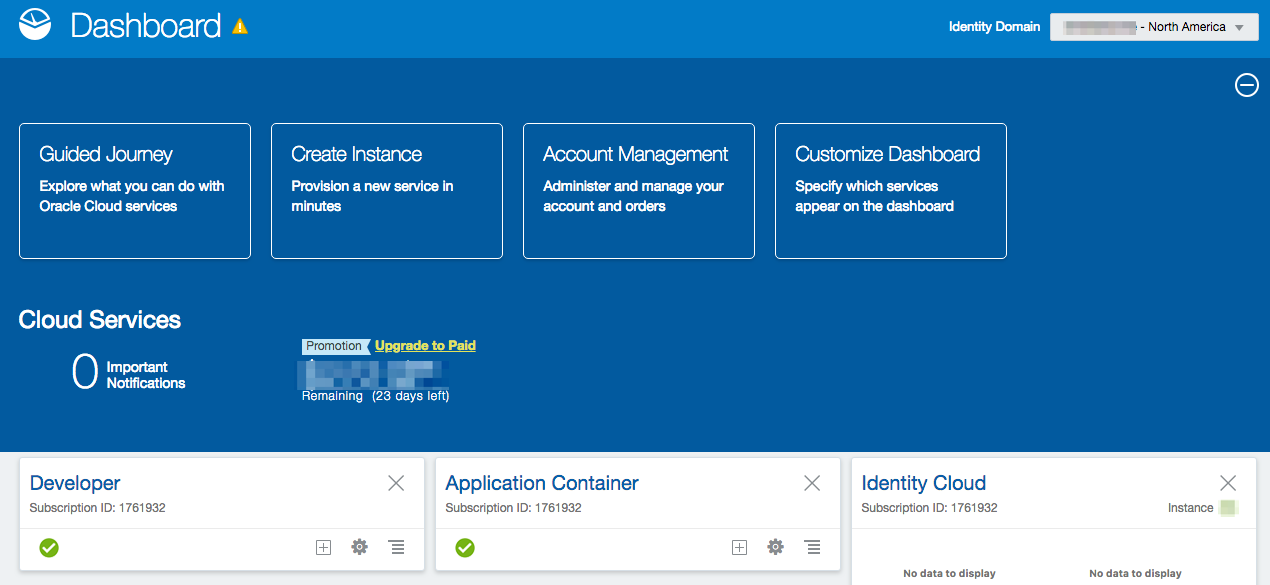 Dashboard
Identity Domain
- North America
Guided Journey
Explore what you can do with
Oracle Cloud services
Create Instance
Provision a new service in
minutes
Account Management
Administer and manage your
account and orders
Customize Dashboard
Specify which services
appear on the dashboard
Cloud Services
0 Important
Notifications
Promotion Upgrade to Paid
Remaining (23 days left)
Developer
Subscription ID: 1761932
Application Container
Subscription ID: 1761932
Identity Cloud
Subscription ID: 1761932
Instance
No data to display
No data to display